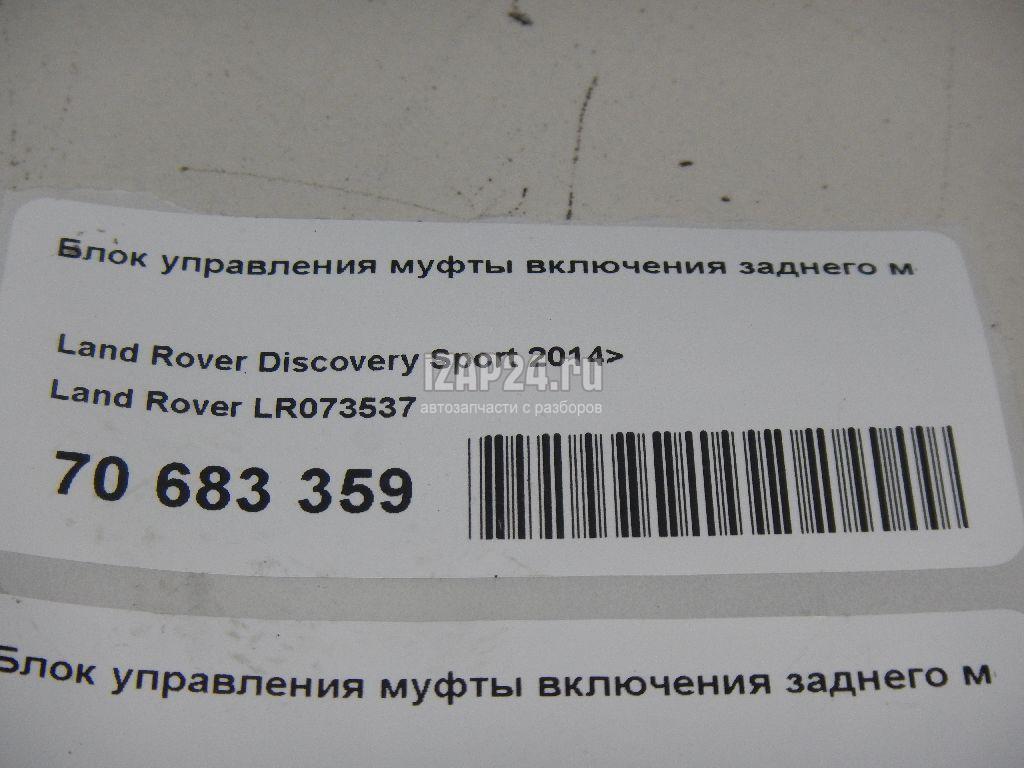 Блок управления муфты включения заднего м
Land Rover Discovery Sport 2014>
Land Rover LR073537
iZAP24.ru
автозапчасти с разборов
70 683 359
Блок управления муфты включения заднего м